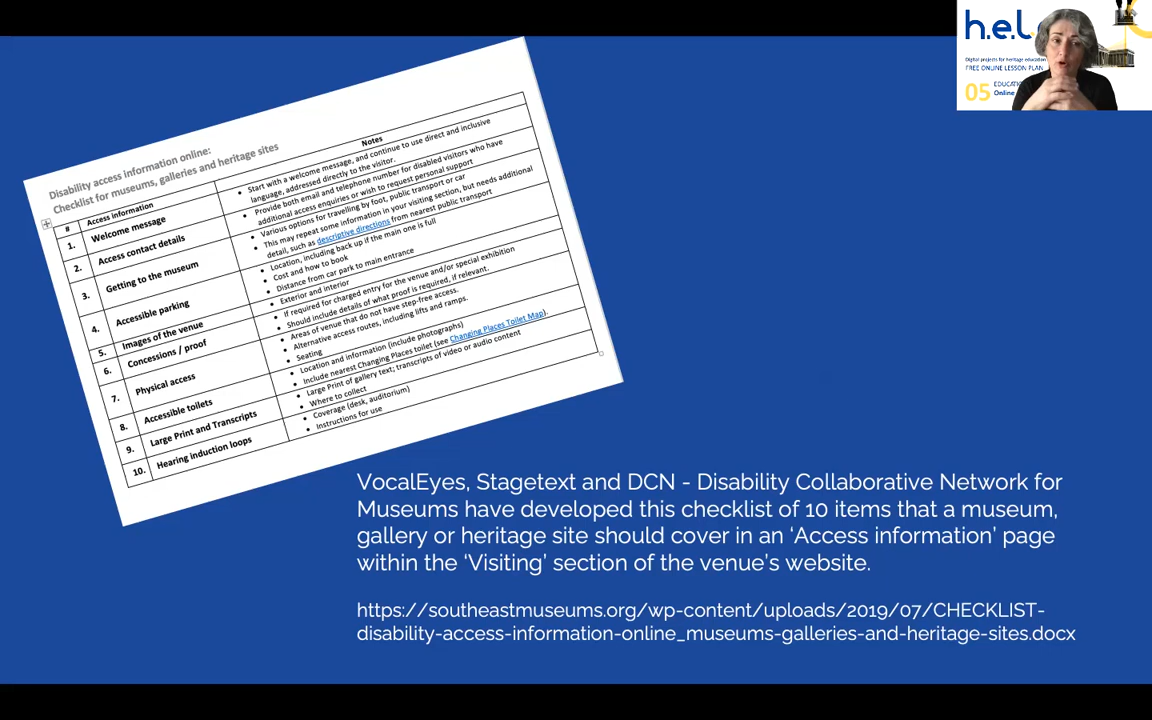 h.e.l.
Digital projects for heritage education
FREE ONLINE LESSON PLAN
05 EDUCATI
Online
Disability access information online:
Checklist for museums, galleries and heritage sites
# Access information Notes
1. Welcome message
• Start with a welcome message, and continue to use direct and inclusive
language, addressed directly to the visitor.
2. Access contact details
• Provide both email and telephone number for disabled visitors who have
additional access enquiries or wish to request personal support
3. Getting to the museum
• Various options for travelling by foot, public transport or car
• This may repeat some information in your visiting section, but needs additional
detail, such as descriptive directions from nearest public transport
4. Accessible parking
• Location, including back up if the main one is full
• Cost and how to book
• Distance from car park to main entrance
5. Images of the venue
• Exterior and interior
6. Concessions / proof
• If required for charged entry for the venue and/or special exhibition
• Should include details of what proof is required, if relevant.
7. Physical access
• Areas of venue that do not have step-free access.
• Alternative access routes, including lifts and ramps.
• Seating
8. Accessible toilets
• Location and information (include photographs)
• Include nearest Changing Places toilet (see Changing Places Toilet Map).
9. Large Print and Transcripts
• Large Print of gallery text; transcripts of video or audio content
• Where to collect
10. Hearing induction loops
• Coverage (desk, auditorium)
• Instructions for use
VocalEyes, Stagetext and DCN - Disability Collaborative Network for
Museums have developed this checklist of 10 items that a museum,
gallery or heritage site should cover in an ‘Access information’ page
within the ‘Visiting’ section of the venue’s website.
https://southeastmuseums.org/wp-content/uploads/2019/07/CHECKLIST-
disability-access-information-online_museums-galleries-and-heritage-sites.docx